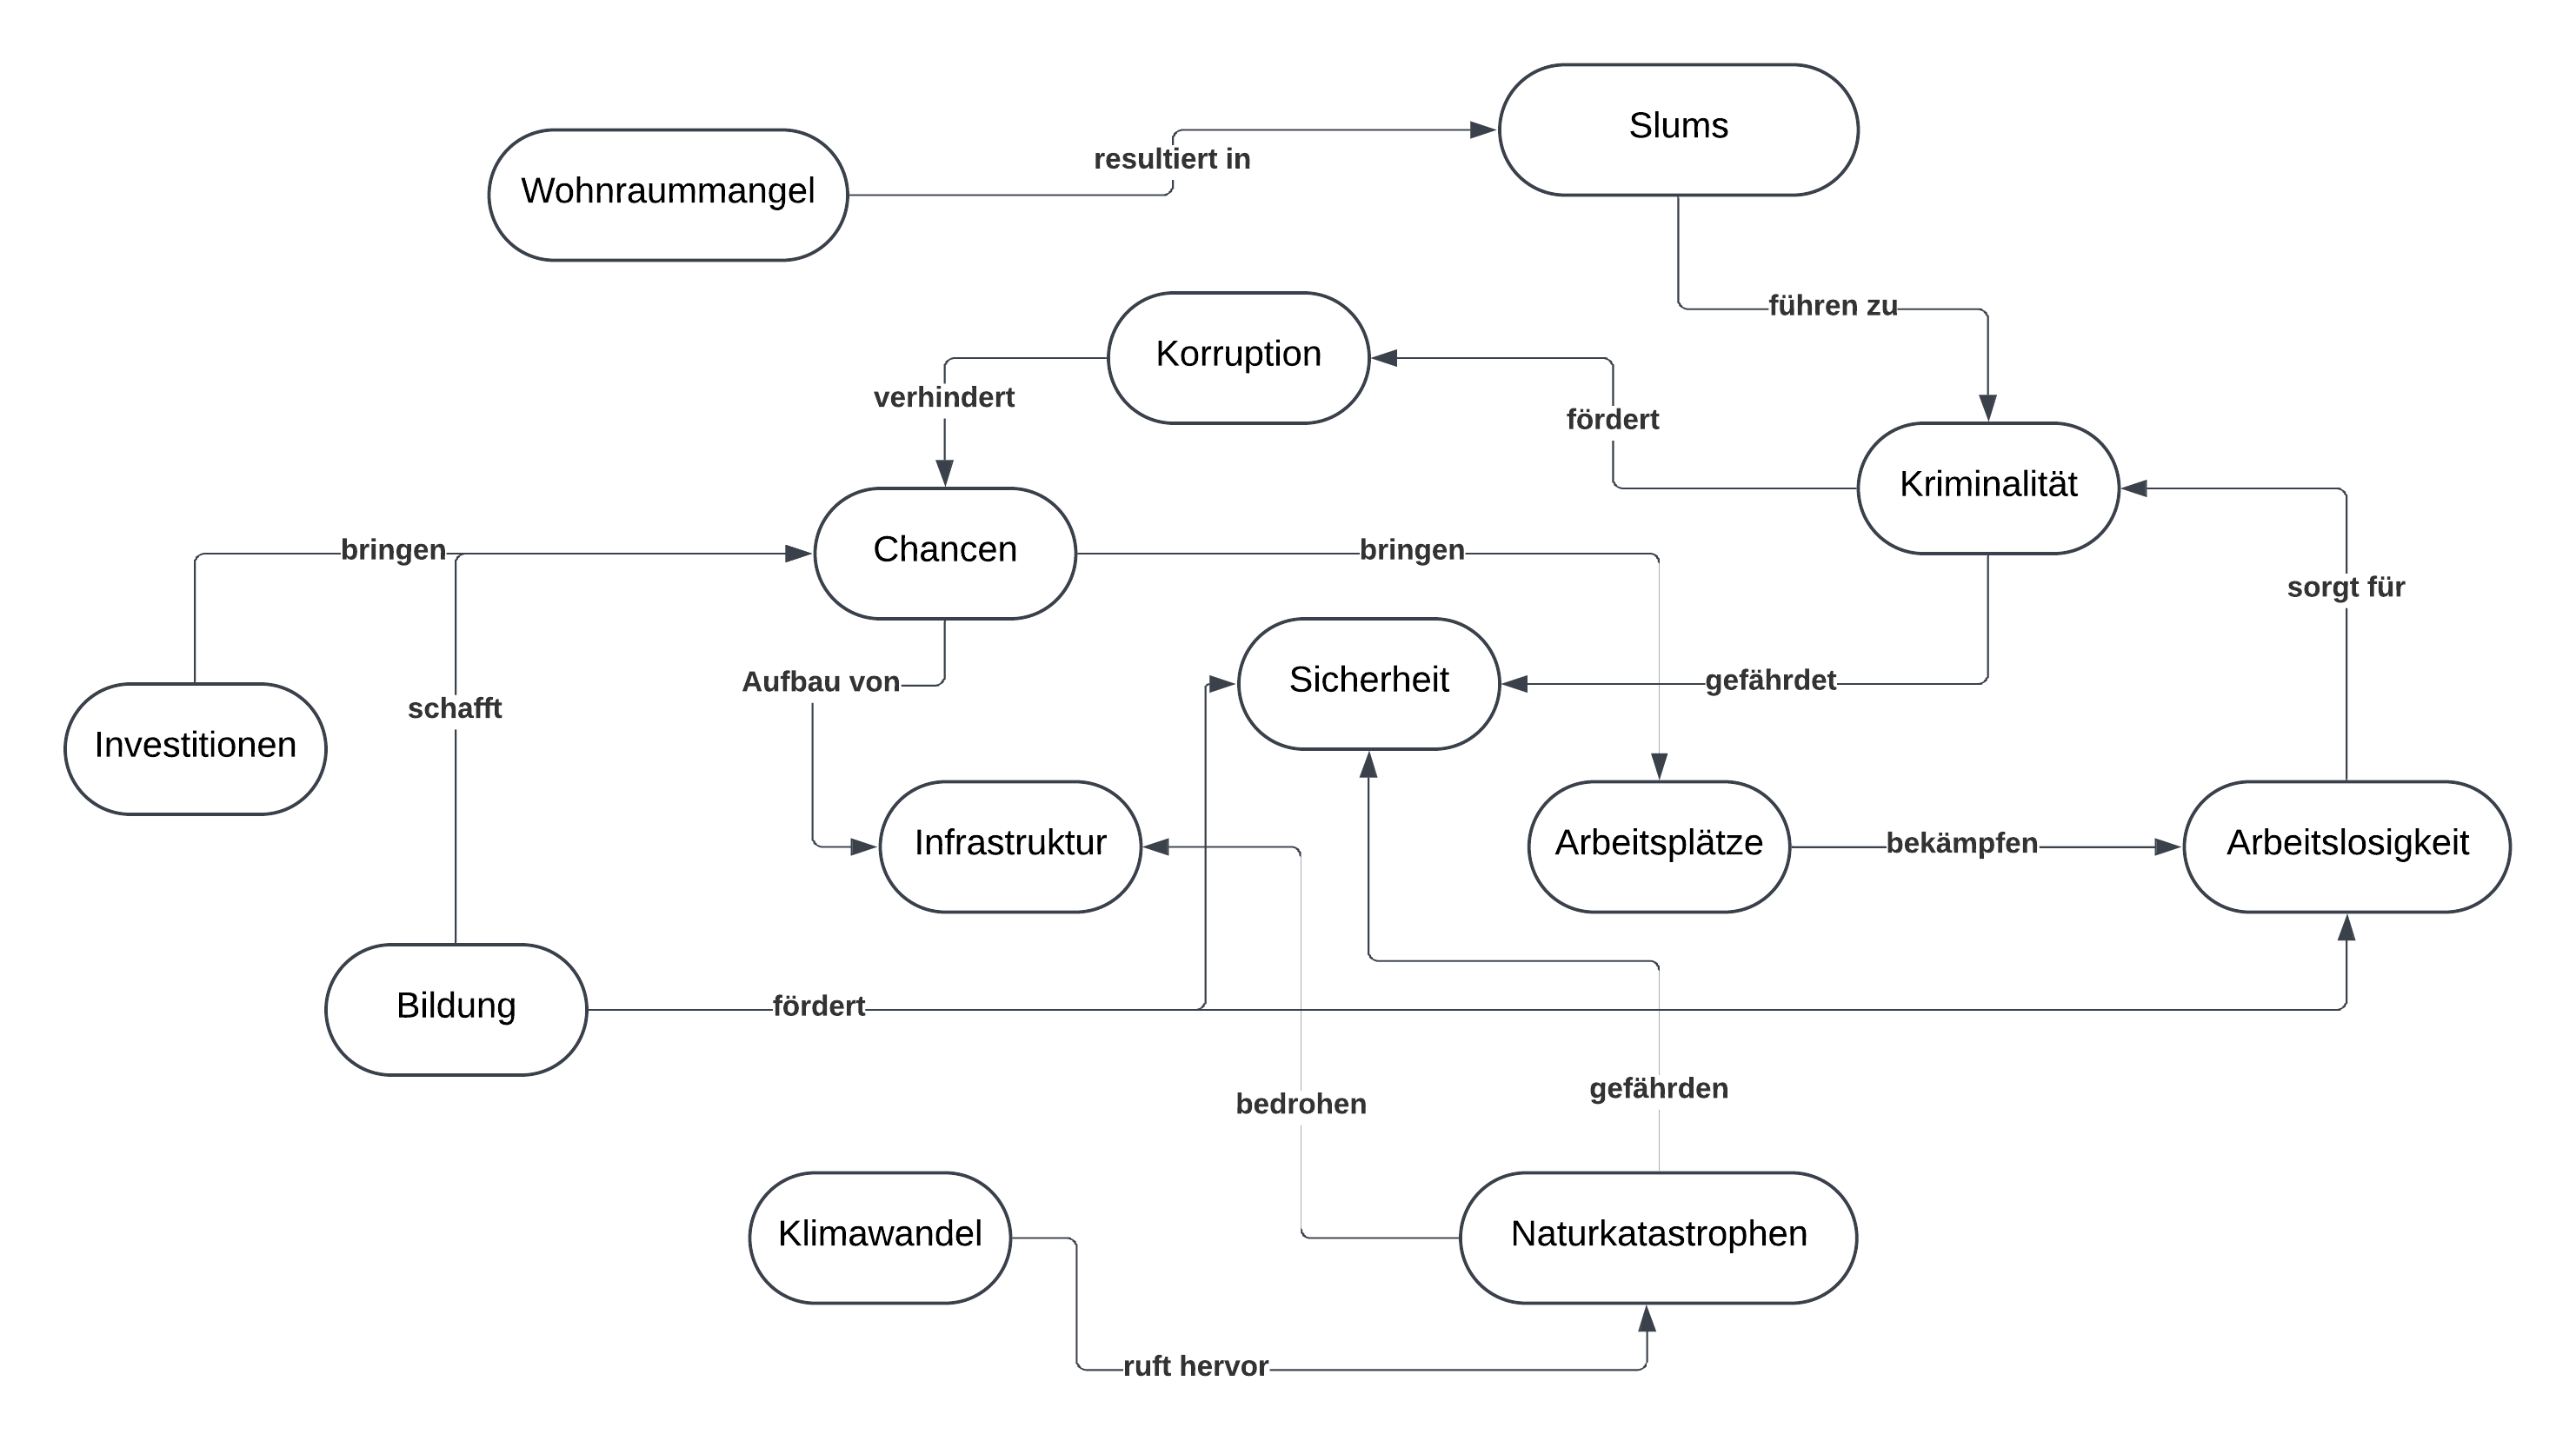 Slums
Wohnraummangel
resultiert in
führen zu
Korruption
verhindert
fördert
Kriminalität
Chancen
bringen
bringen
sorgt für
Aufbau von
Sicherheit
gefährdet
schafft
Investitionen
Infrastruktur
Arbeitsplätze
bekämpfen
Arbeitslosigkeit
Bildung
fördert
bedrohen
gefährden
Klimawandel
Naturkatastrophen
ruft hervor